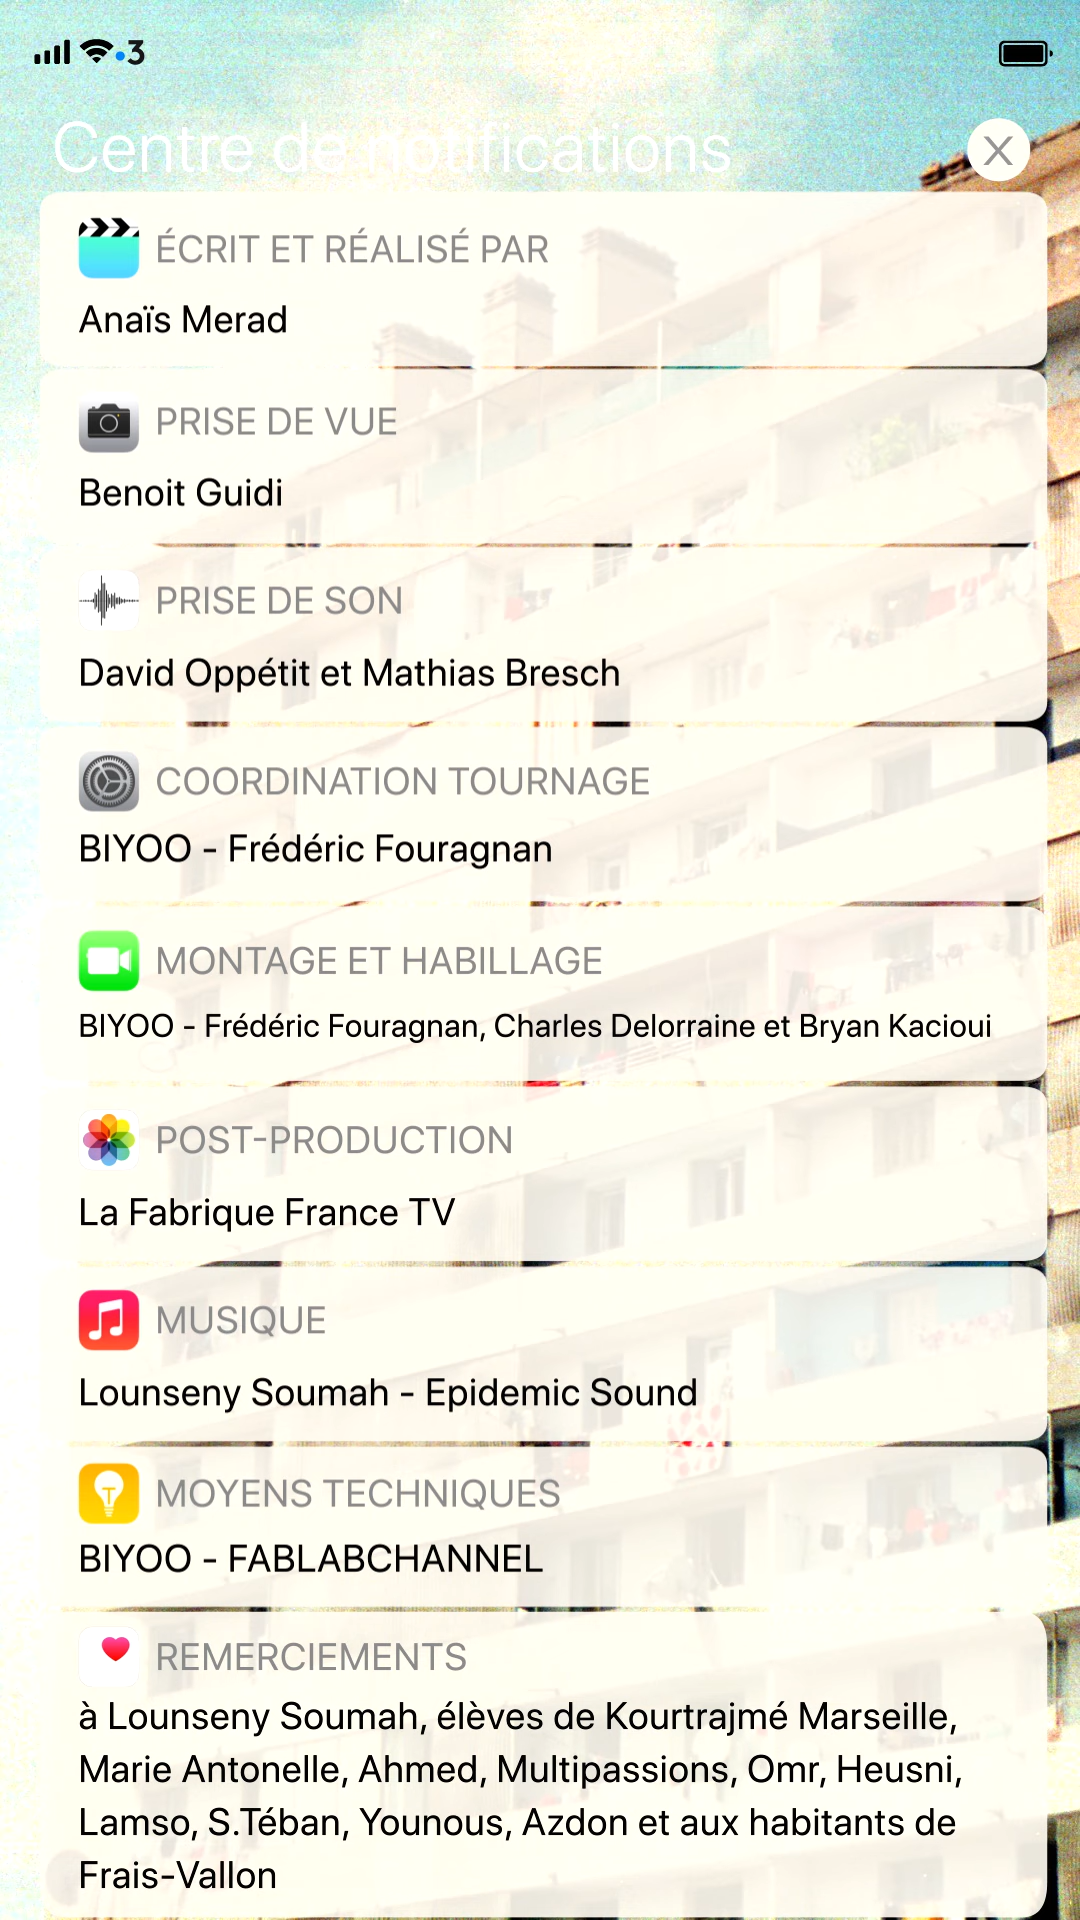 3
Centre de notifications
ÉCRIT ET RÉALISÉ PAR
Anaïs Merad
PRISE DE VUE
Benoit Guidi
PRISE DE SON
David Oppétit et Mathias Bresch
COORDINATION TOURNAGE
BIYOO - Frédéric Fouragnan
MONTAGE ET HABILLAGE
BIYOO - Frédéric Fouragnan, Charles Delorraine et Bryan Kacioui
POST-PRODUCTION
La Fabrique France TV
MUSIQUE
Lounseny Soumah - Epidemic Sound
MOYENS TECHNIQUES
BIYOO - FABLABCHANNEL
REMERCIEMENTS
à Lounseny Soumah, élèves de Kourtrajmé Marseille,
Marie Antonelle, Ahmed, Multipassions, Omr, Heusni,
Lamso, S.Téban, Younous, Azdon et aux habitants de
Frais-Vallon